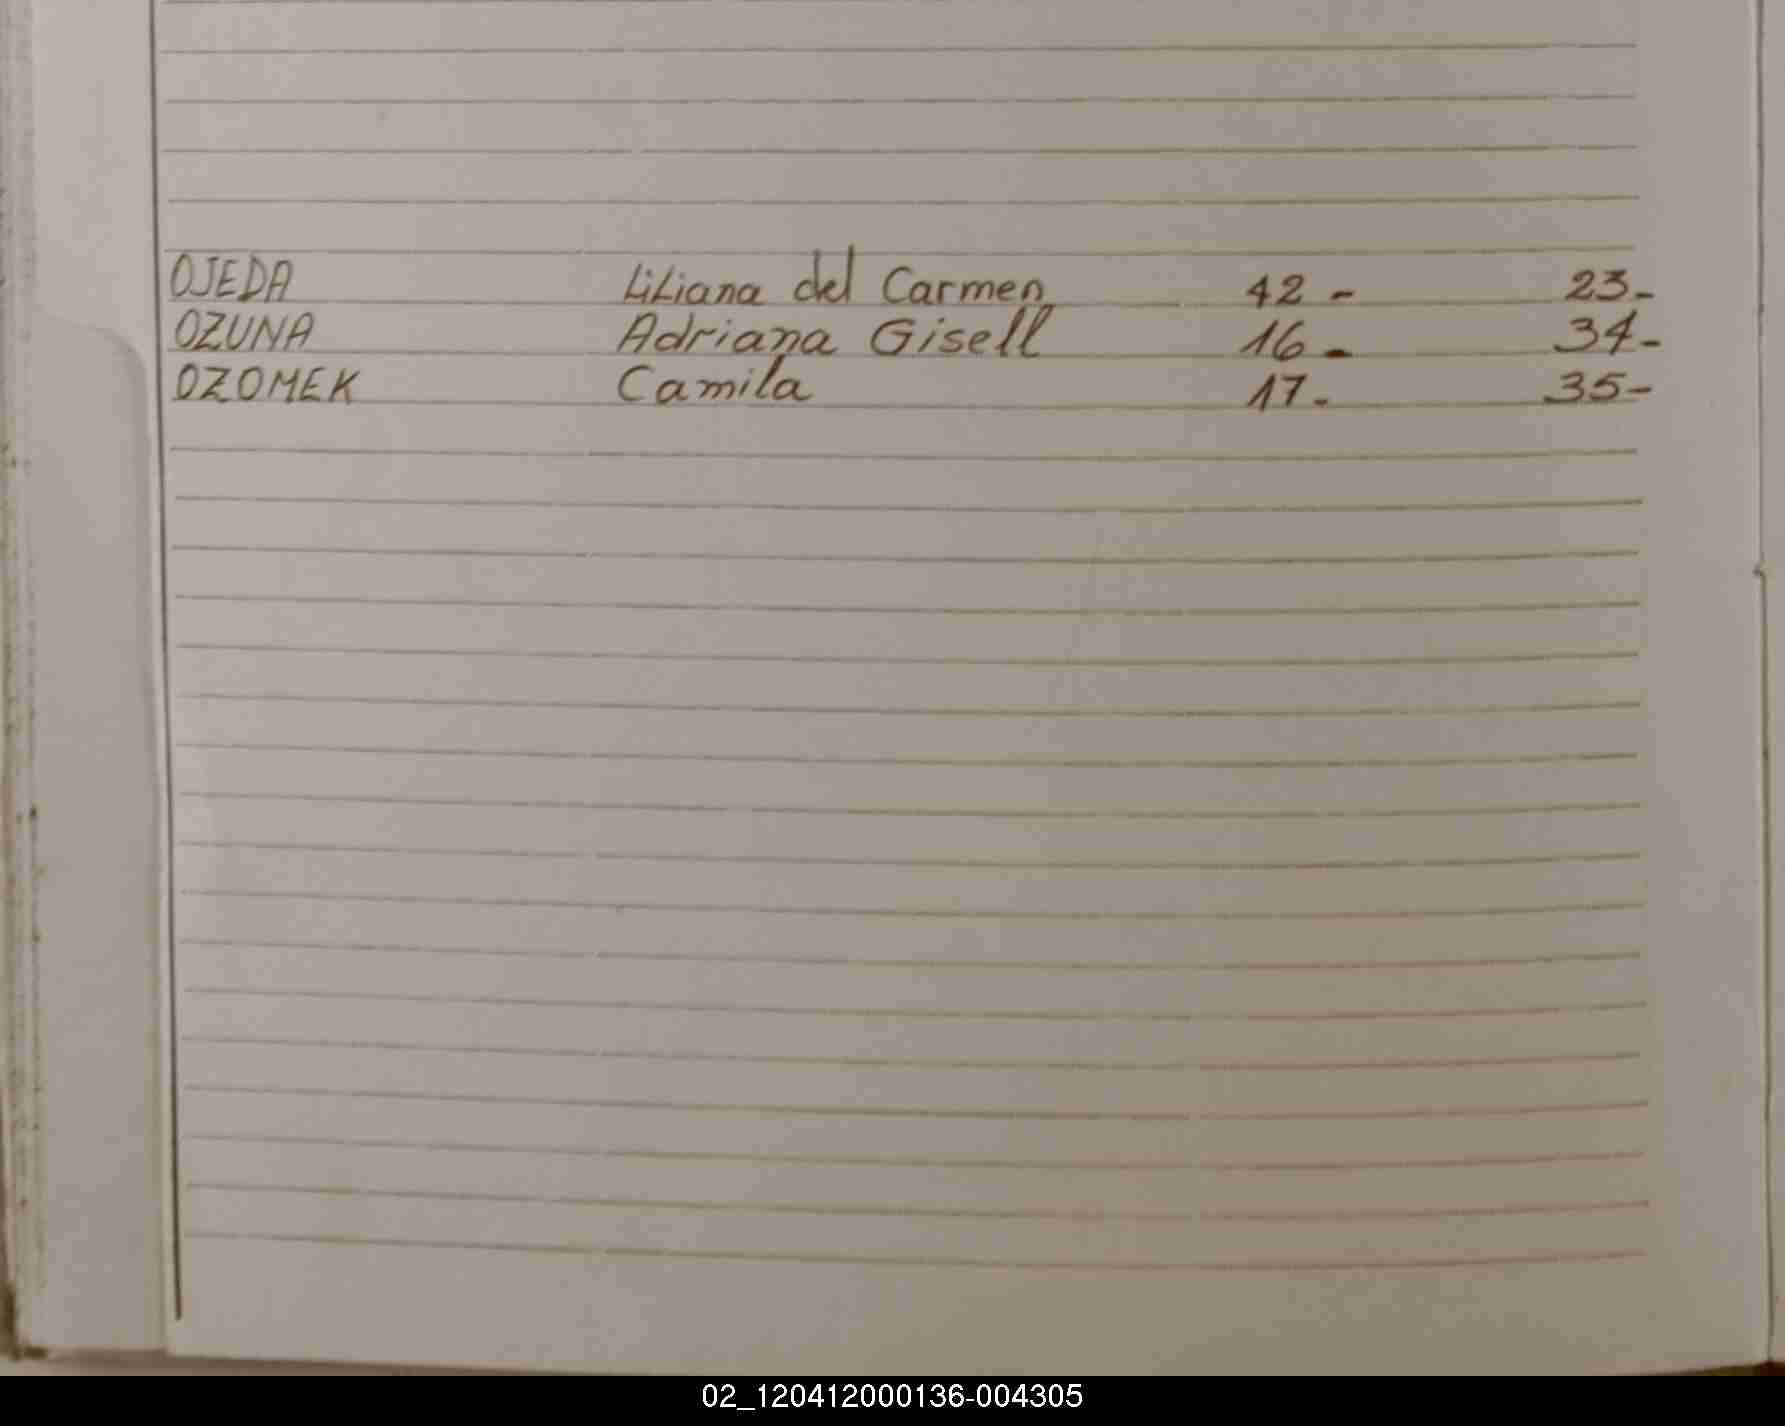 OJEDA Liliana del Carmen 42 - 23-
OZUNA Adriana Gisell 16 - 34-
OZOMEK Camila 17- 35-
02_120412000136-004305